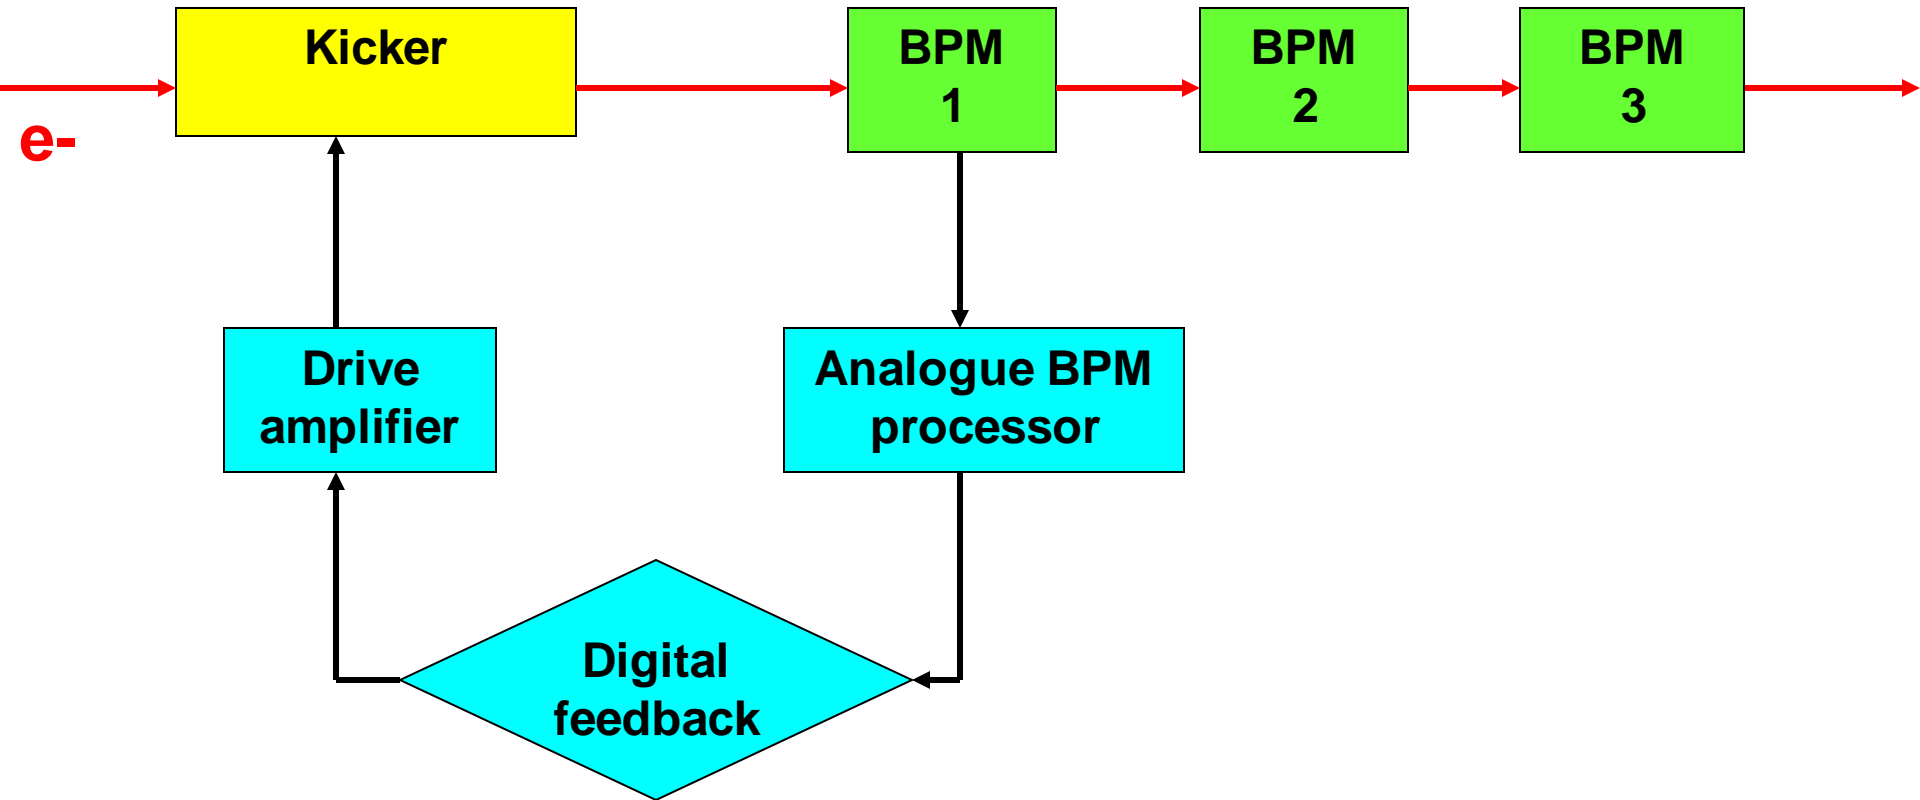 Kicker
BPM
1
BPM
2
BPM
3
e-
Drive
amplifier
Analogue BPM
processor
Digital
feedback